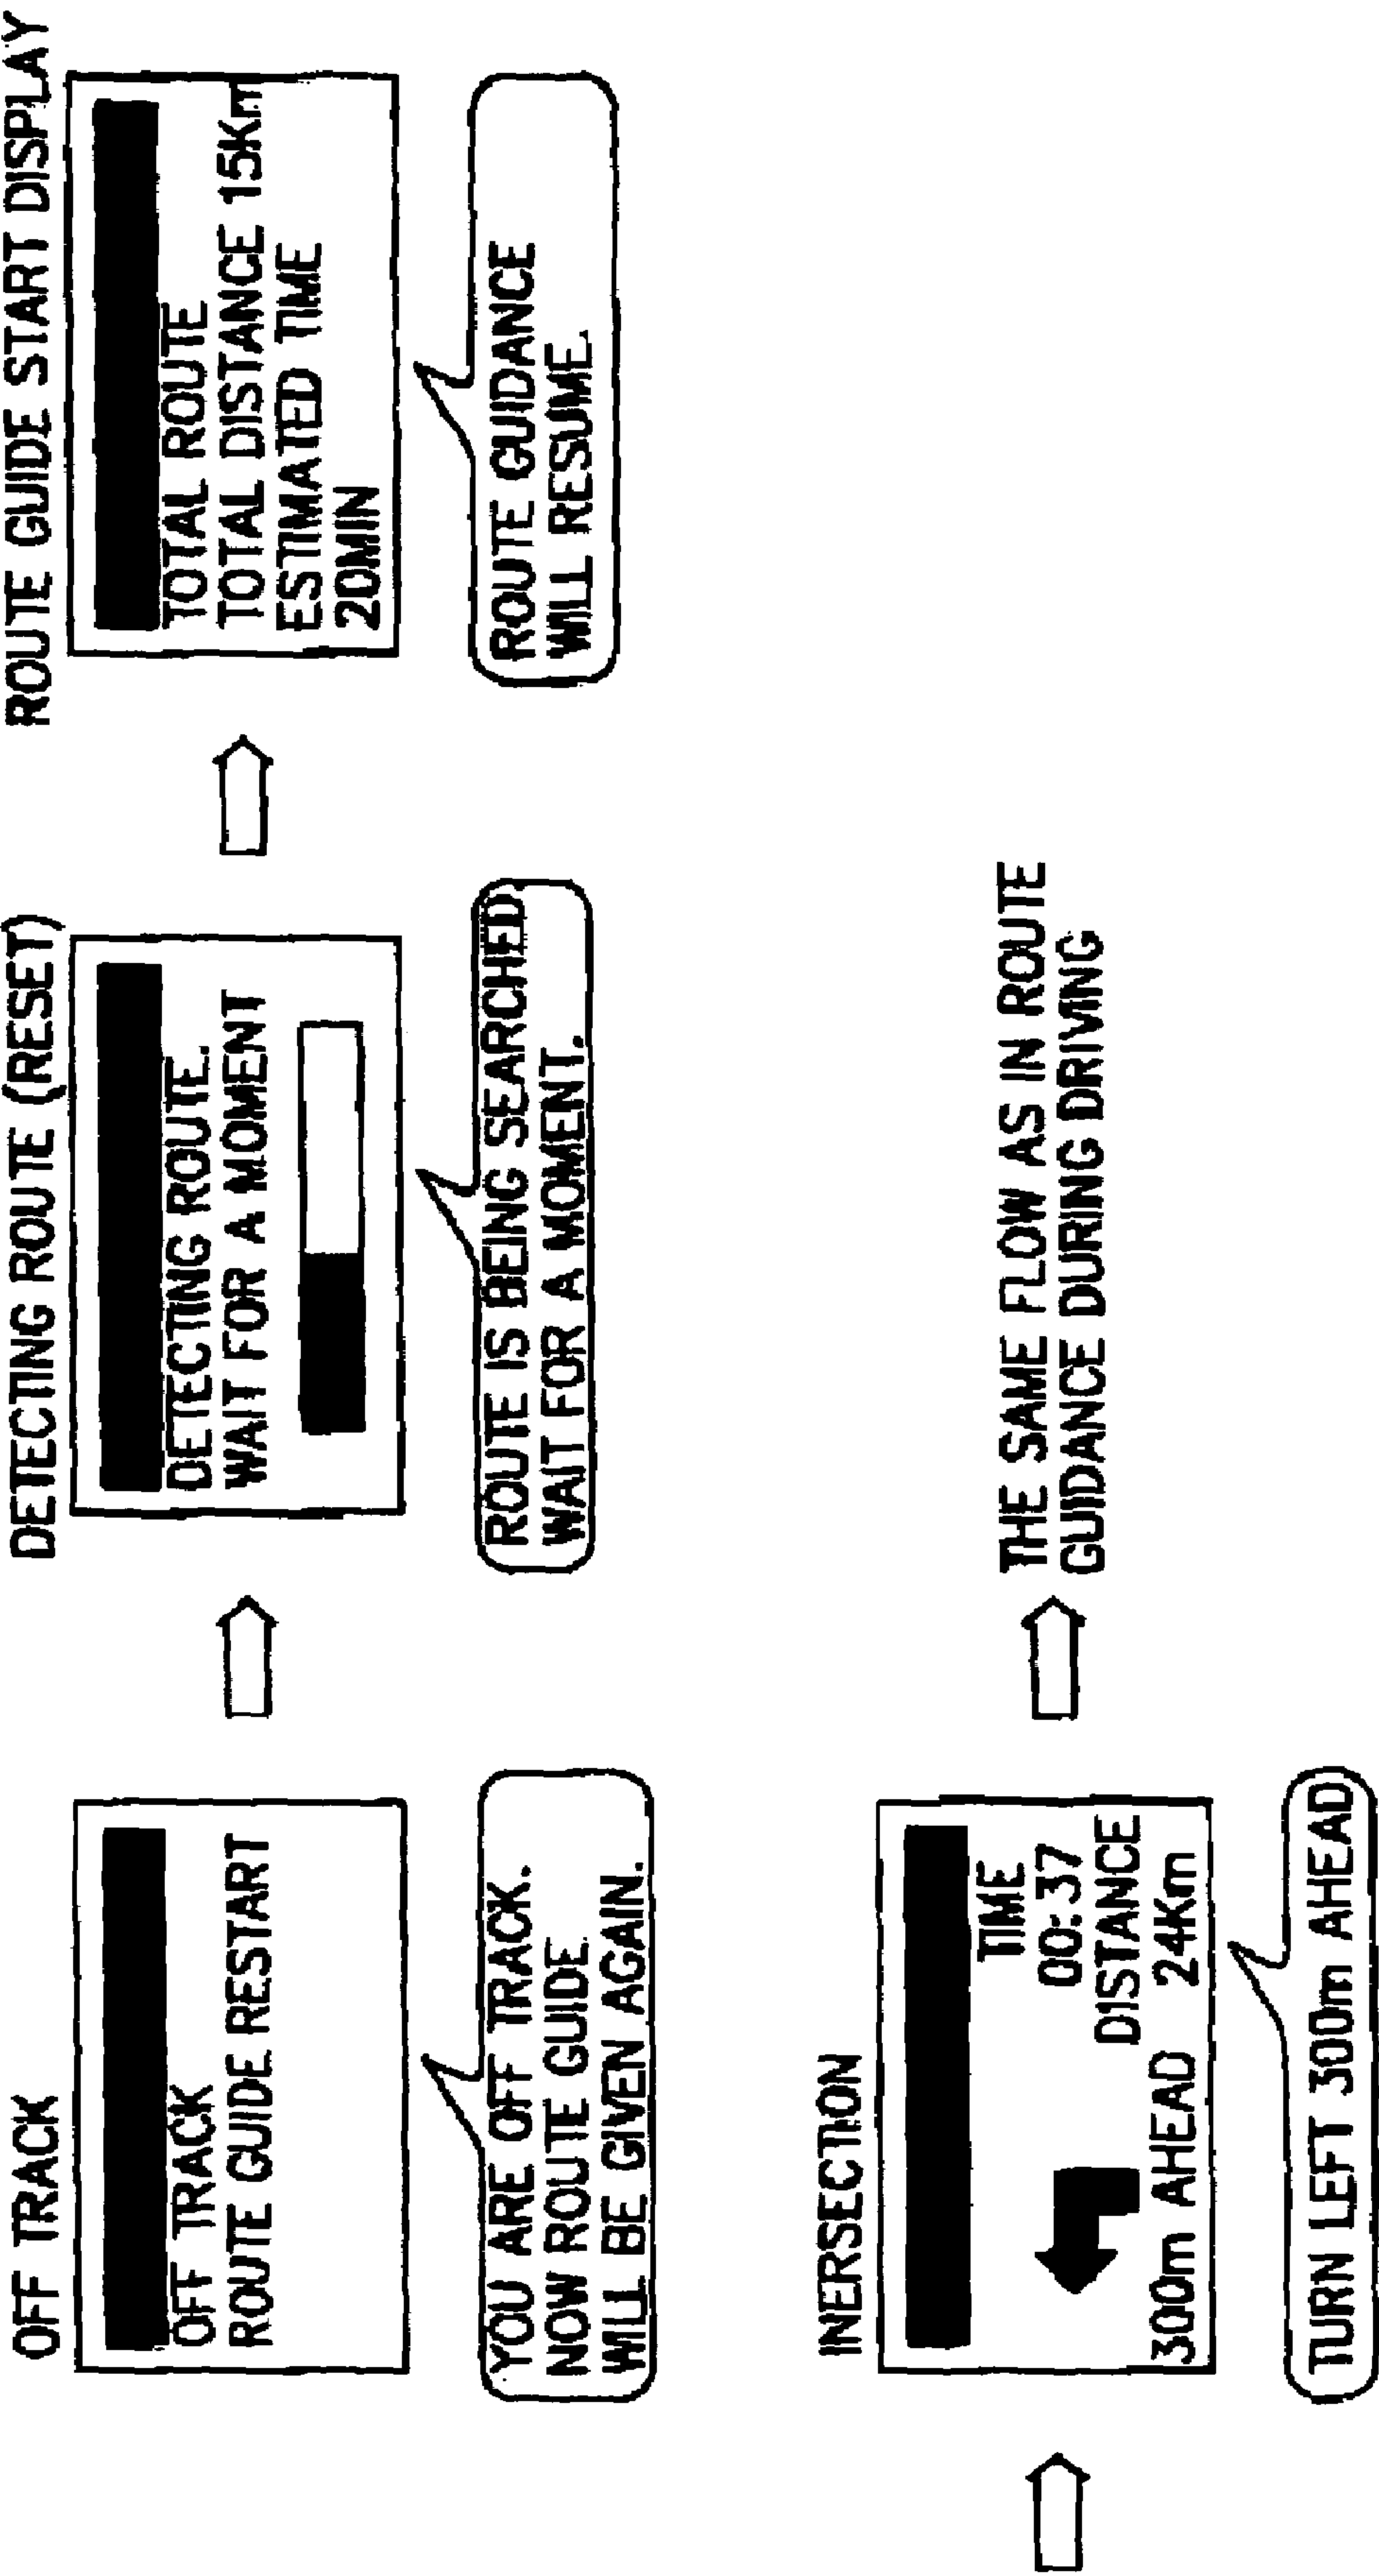 OFF TRACK
OFF TRACK
ROUTE GUIDE RESTART
YOU ARE OFF TRACK.
NOW ROUTE GUIDE
WILL BE GIVEN AGAIN.
DETECTING ROUTE (RESET)
DETECTING ROUTE.
WAIT FOR A MOMENT
ROUTE IS BEING SEARCHED
WAIT FOR A MOMENT.
ROUTE GUIDE START DISPLAY
TOTAL ROUTE
TOTAL DISTANCE 15Km
ESTIMATED TIME
20MIN
ROUTE GUIDANCE
WILL RESUME.
INERSECTION
TIME
00:37
DISTANCE
300m AHEAD 24Km
TURN LEFT 300m AHEAD
THE SAME FLOW AS IN ROUTE
GUIDANCE DURING DRIVING